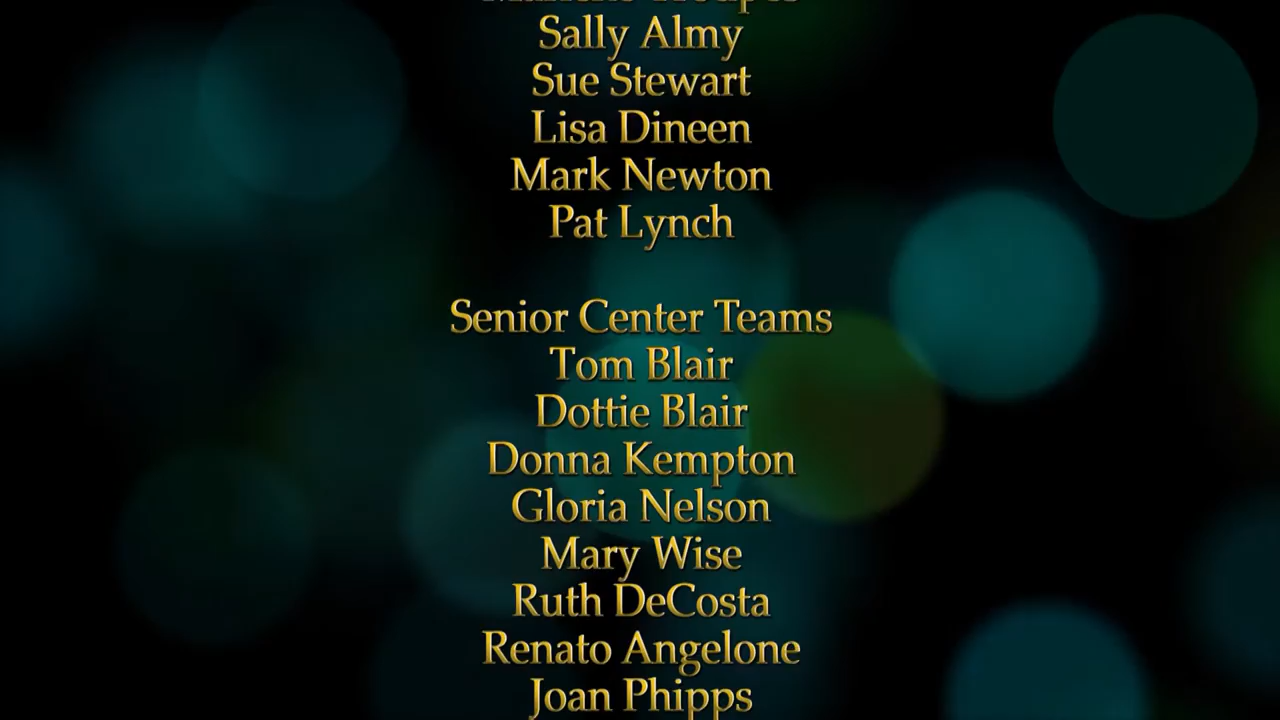 Sally Almy
Sue Stewart
Lisa Dineen
Mark Newton
Pat Lynch
Senior Center Teams
Tom Blair
Dottie Blair
Donna Kempton
Gloria Nelson
Mary Wise
Ruth DeCosta
Renato Angelone
Joan Phipps